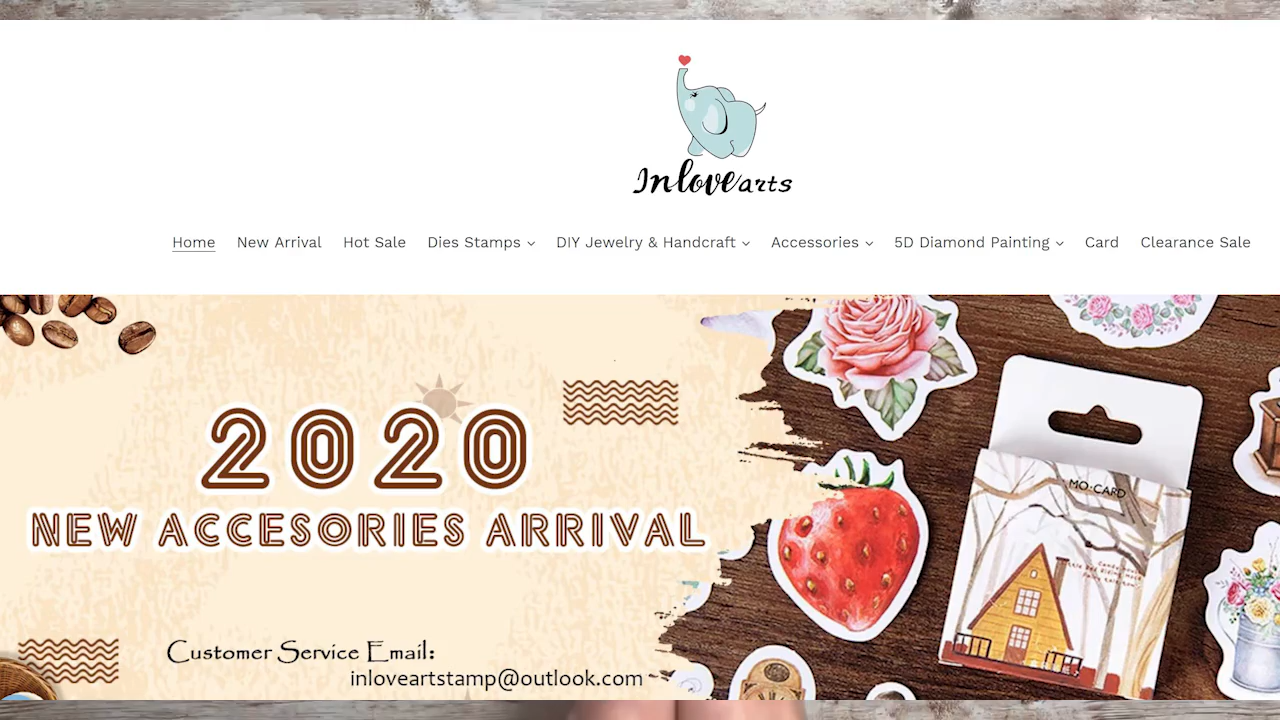 Inlovearts
Home New Arrival Hot Sale Dies Stamps DIY Jewelry & Handcraft Accessories 5D Diamond Painting Card Clearance Sale
2020
NEW ACCESORIES ARRIVAL
MO·CARD
Customer Service Email:
inloveartstamp@outlook.com